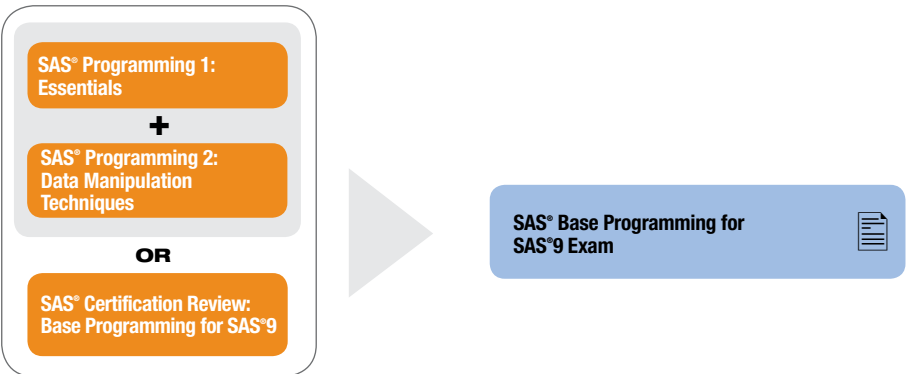 SAS® Programming 1:
Essentials
+
SAS® Programming 2:
Data Manipulation
Techniques
OR
SAS® Certification Review:
Base Programming for SAS®9
SAS® Base Programming for
SAS®9 Exam